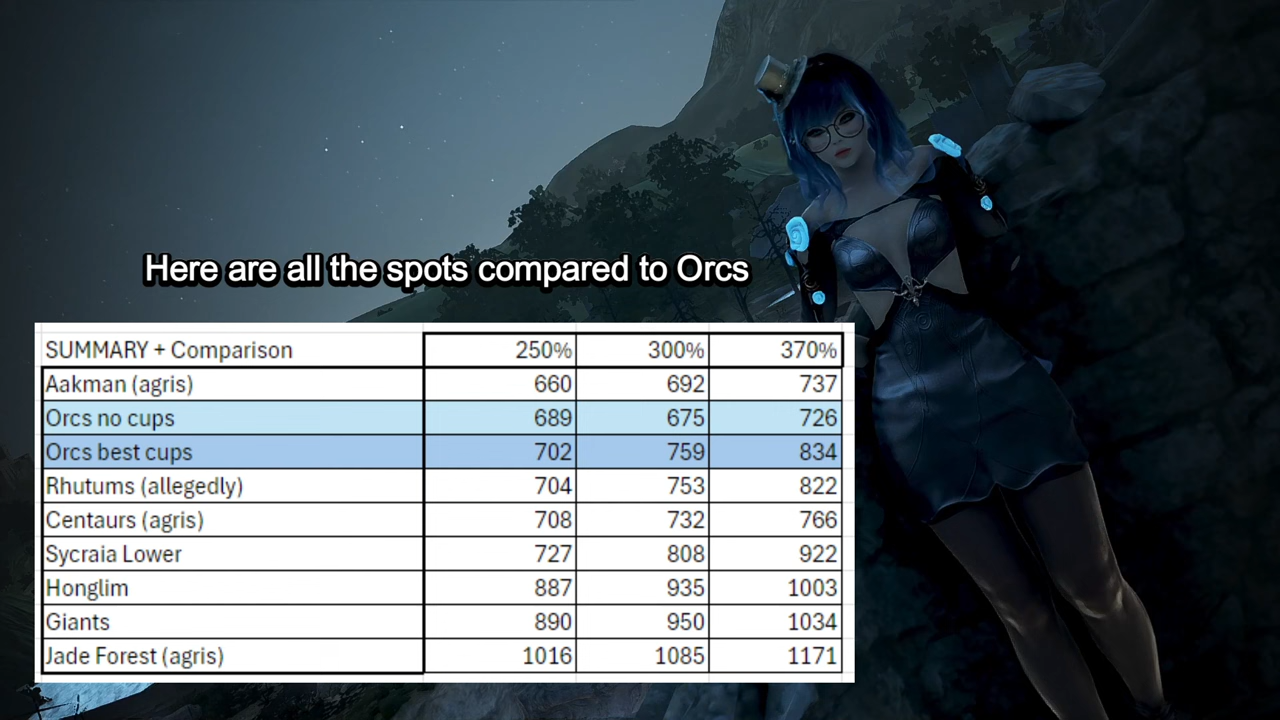 Here are all the spots compared to Orcs
SUMMARY + Comparison 250% 300% 370%
Aakman (agris) 660 692 737
Orcs no cups 689 675 726
Orcs best cups 702 759 834
Rhutums (allegedly) 704 753 822
Centaurs (agris) 708 732 766
Sycraia Lower 727 808 922
Honglim 887 935 1003
Giants 890 950 1034
Jade Forest (agris) 1016 1085 1171